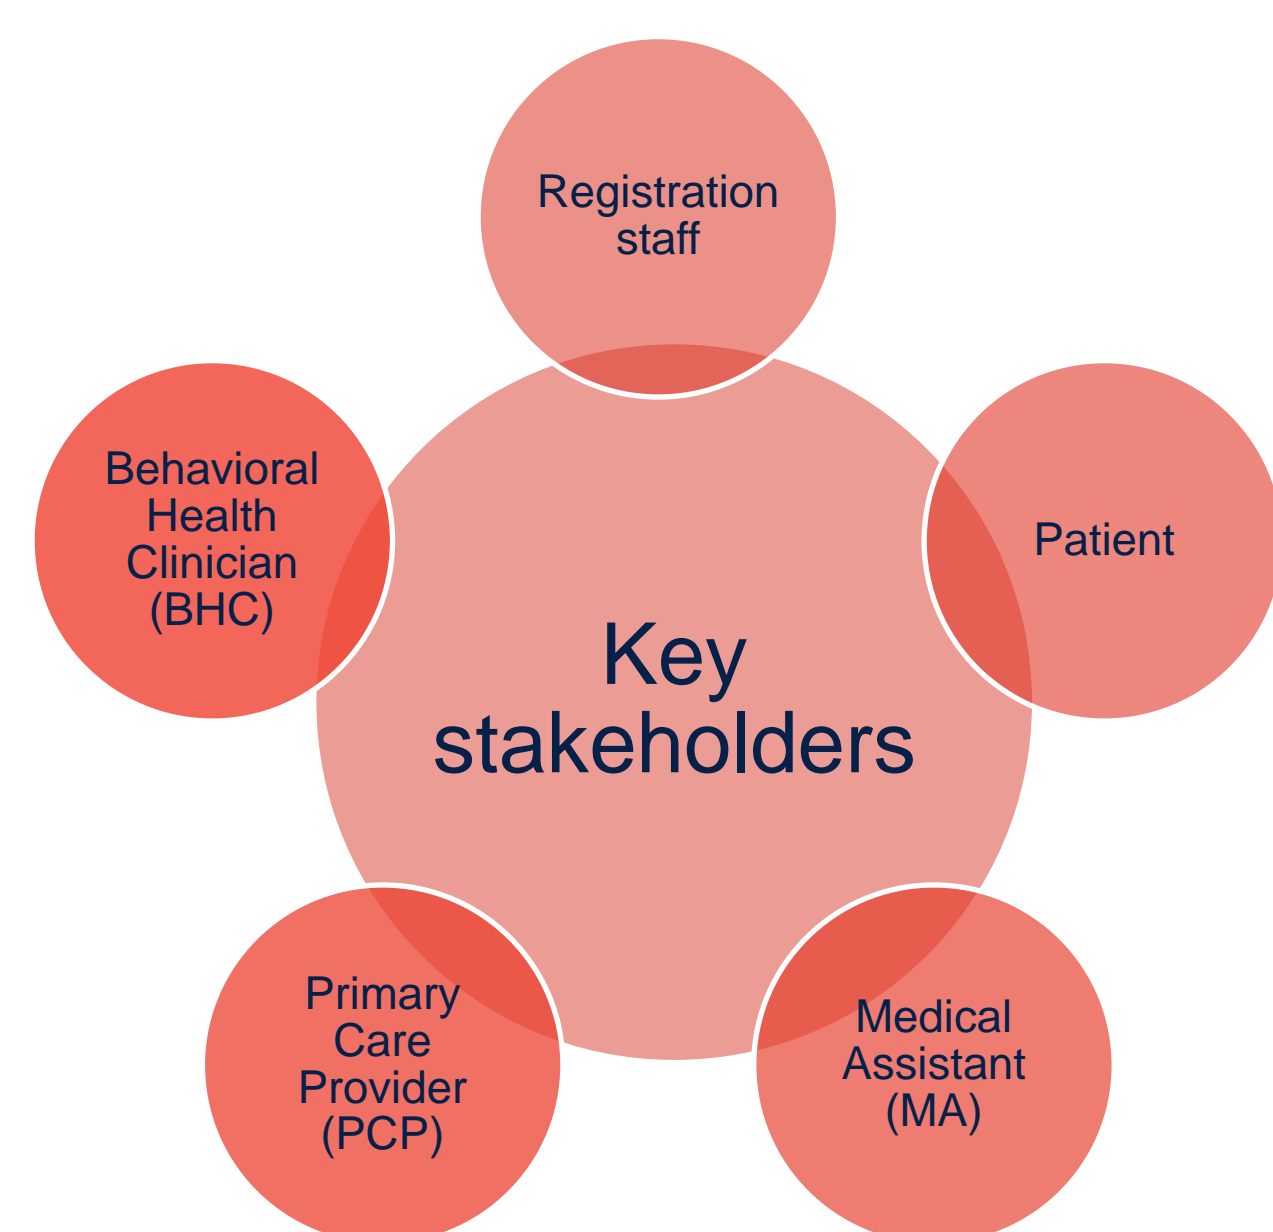 Registration
staff
Behavioral
Health
Clinician
(BHC)
Patient
Key
stakeholders
Primary
Care
Provider
(PCP)
Medical
Assistant
(MA)